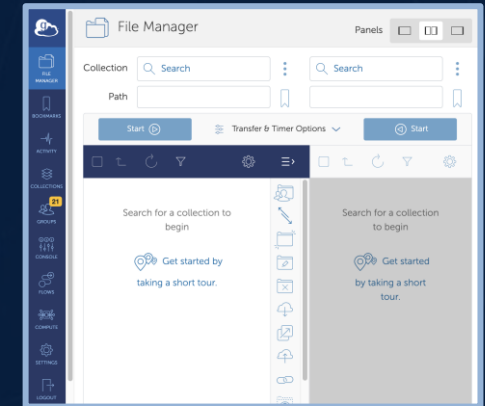 File Manager
Panels
Collection
Search
Search
Path
Start
Transfer & Timer Options
Start
FILE
MANAGER
BOOKMARKS
ACTIVITY
COLLECTIONS
21
GROUPS
CONSOLE
FLOWS
COMPUTE
SETTINGS
LOGOUT
Search for a collection to
begin
Get started by
taking a short tour.
Search for a collection
to begin
Get started
by taking a short
tour.